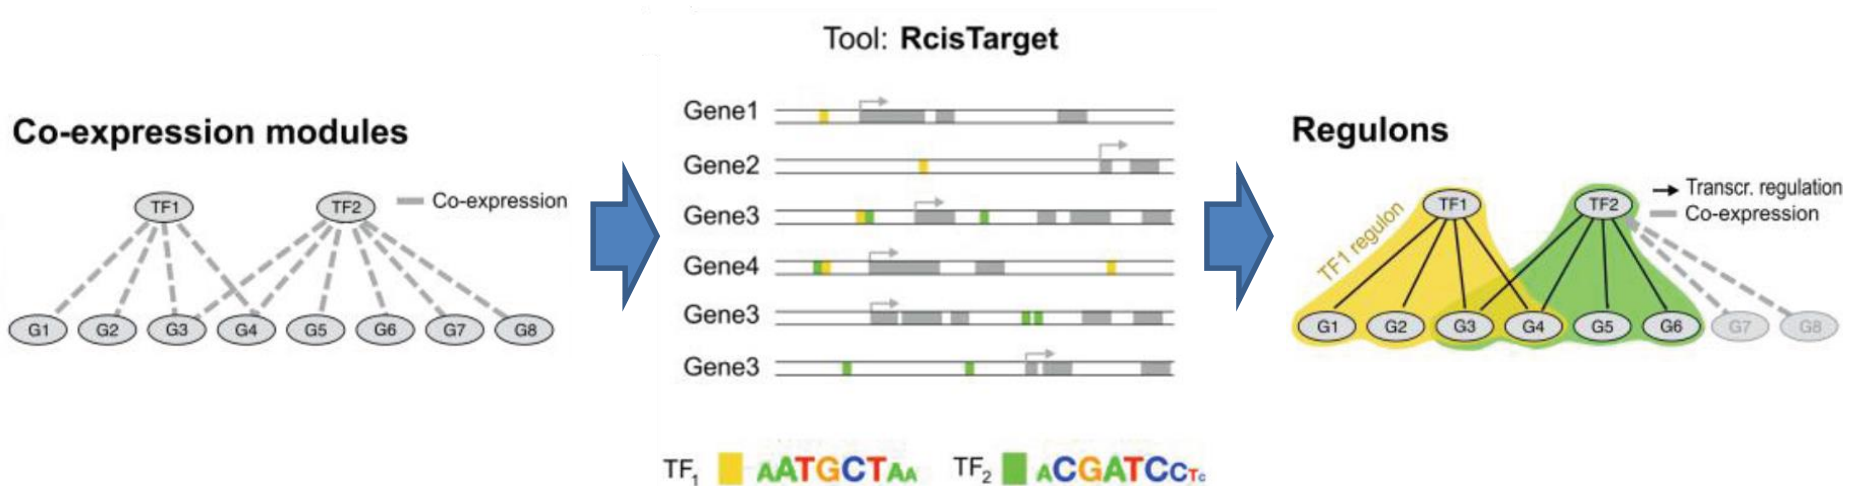 Co-expression modules
TF1
TF2
Co-expression
G1
G2
G3
G4
G5
G6
G7
G8
Tool: RcisTarget
Gene1
Gene2
Gene3
Gene4
Gene3
Gene3
TF1 AATGCTAA
TF2 ACGATCCTC
Regulons
Transcr. regulation
Co-expression
TF1 regulon
TF1
TF2
G1
G2
G3
G4
G5
G6
G7
G8